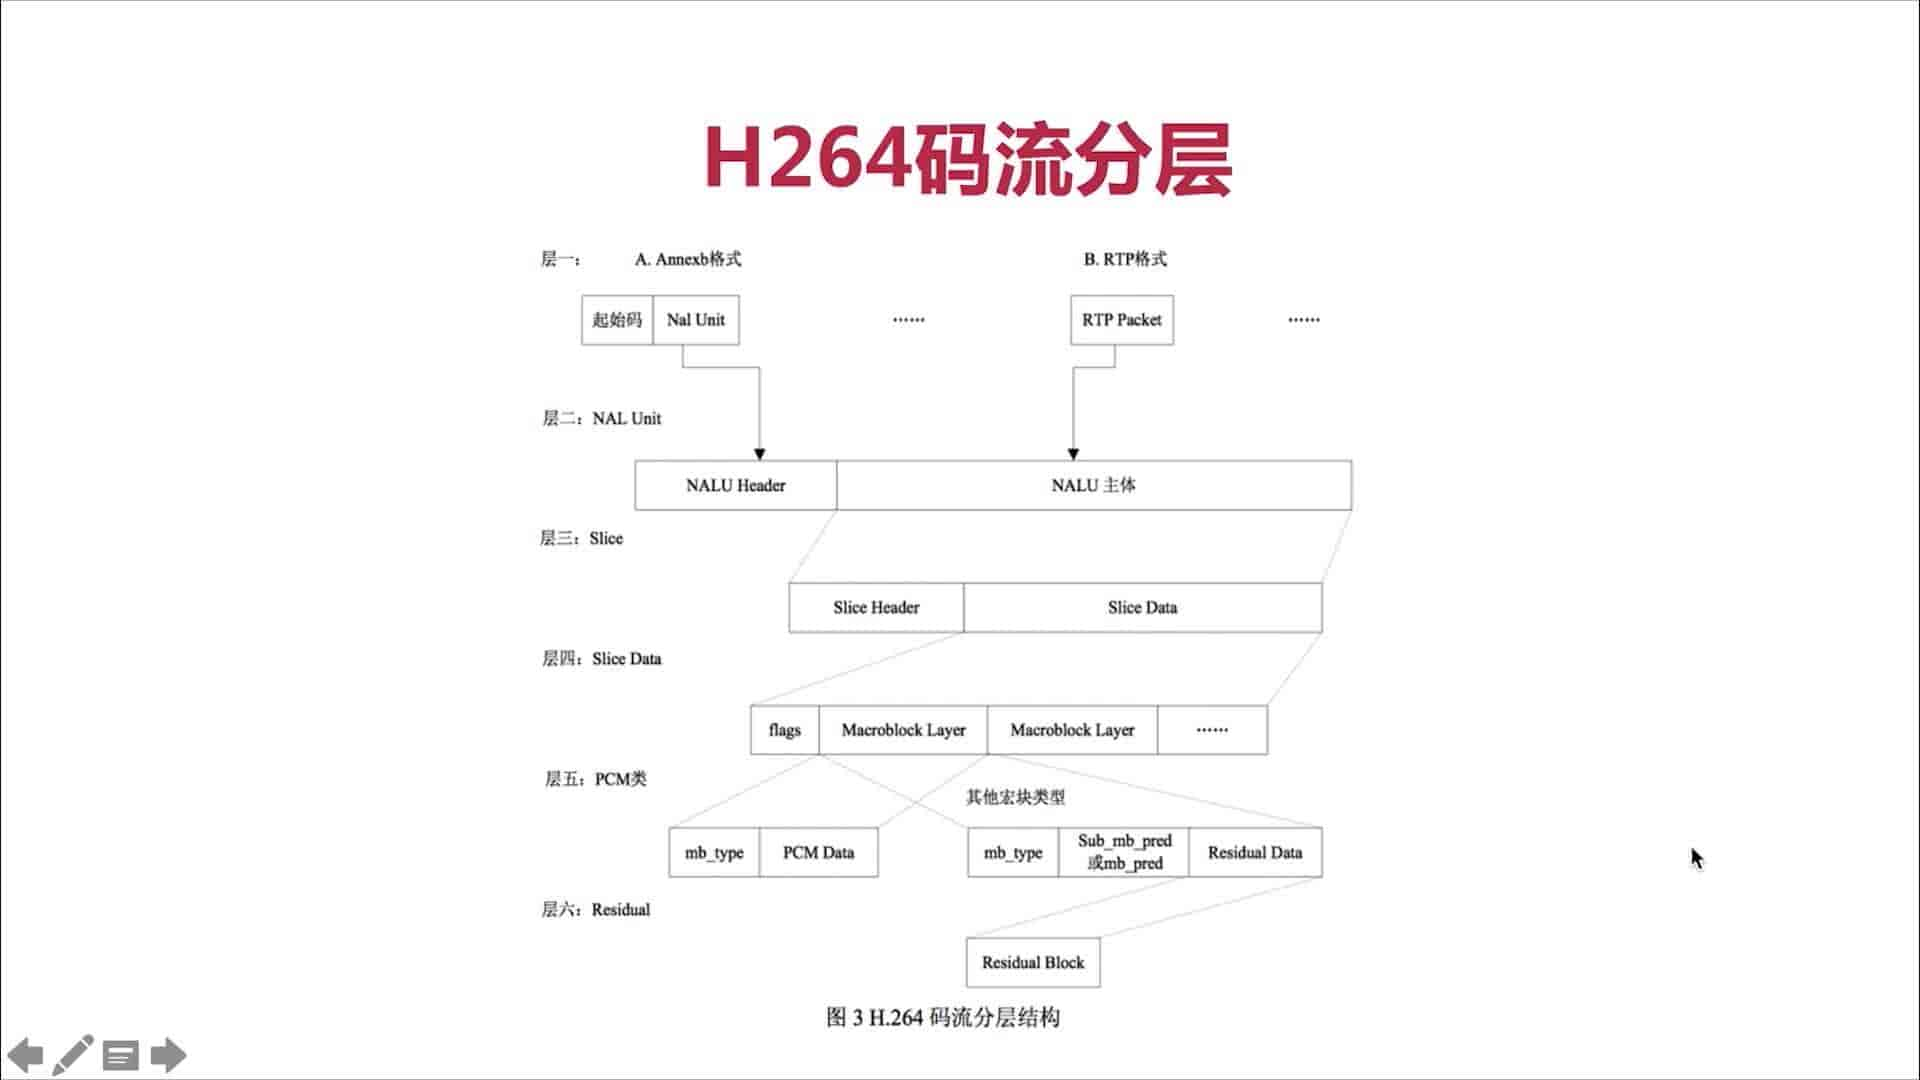 H264码流分层
层一： A. Annexb格式 B. RTP格式
起始码 Nal Unit …… RTP Packet ……
层二：NAL Unit
NALU Header NALU 主体
层三：Slice
Slice Header Slice Data
层四：Slice Data
flags Macroblock Layer Macroblock Layer ……
层五：PCM类
其他宏块类型
mb_type PCM Data mb_type Sub_mb_pred
或mb_pred Residual Data
层六：Residual
Residual Block
图 3 H.264 码流分层结构